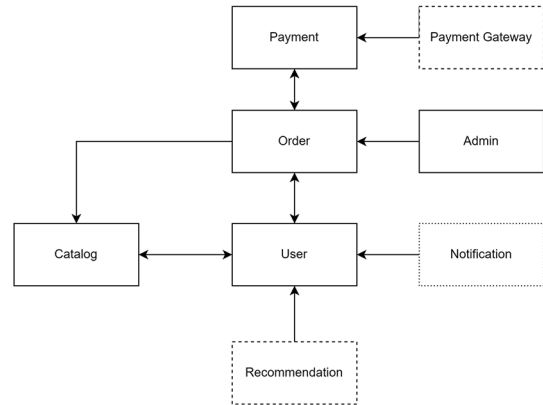 Payment
Payment Gateway
Order
Admin
Catalog
User
Notification
Recommendation